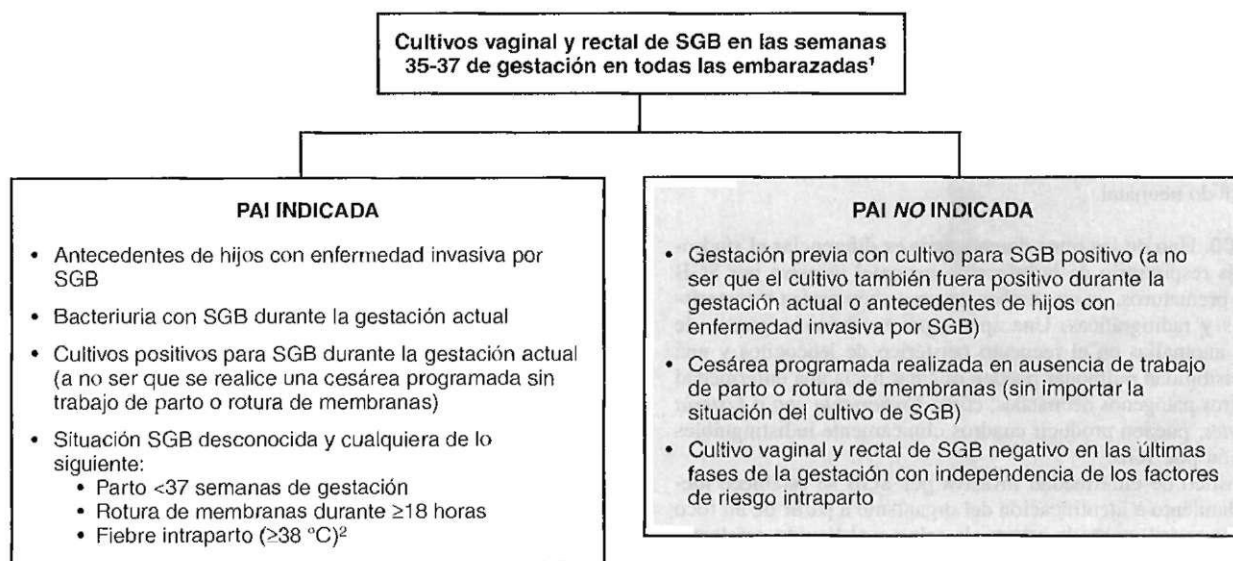 Cultivos vaginal y rectal de SGB en las semanas
35-37 de gestación en todas las embarazadas¹
PAI INDICADA
• Antecedentes de hijos con enfermedad invasiva por
SGB
• Bacteriuria con SGB durante la gestación actual
• Cultivos positivos para SGB durante la gestación actual
(a no ser que se realice una cesárea programada sin
trabajo de parto o rotura de membranas)
• Situación SGB desconocida y cualquiera de lo
siguiente:
• Parto <37 semanas de gestación
• Rotura de membranas durante ≥18 horas
• Fiebre intraparto (≥38 °C)²
PAI NO INDICADA
• Gestación previa con cultivo para SGB positivo (a no
ser que el cultivo también fuera positivo durante la
gestación actual o antecedentes de hijos con
enfermedad invasiva por SGB)
• Cesárea programada realizada en ausencia de trabajo
de parto o rotura de membranas (sin importar la
situación del cultivo de SGB)
• Cultivo vaginal y rectal de SGB negativo en las últimas
fases de la gestación con independencia de los factores
de riesgo intraparto